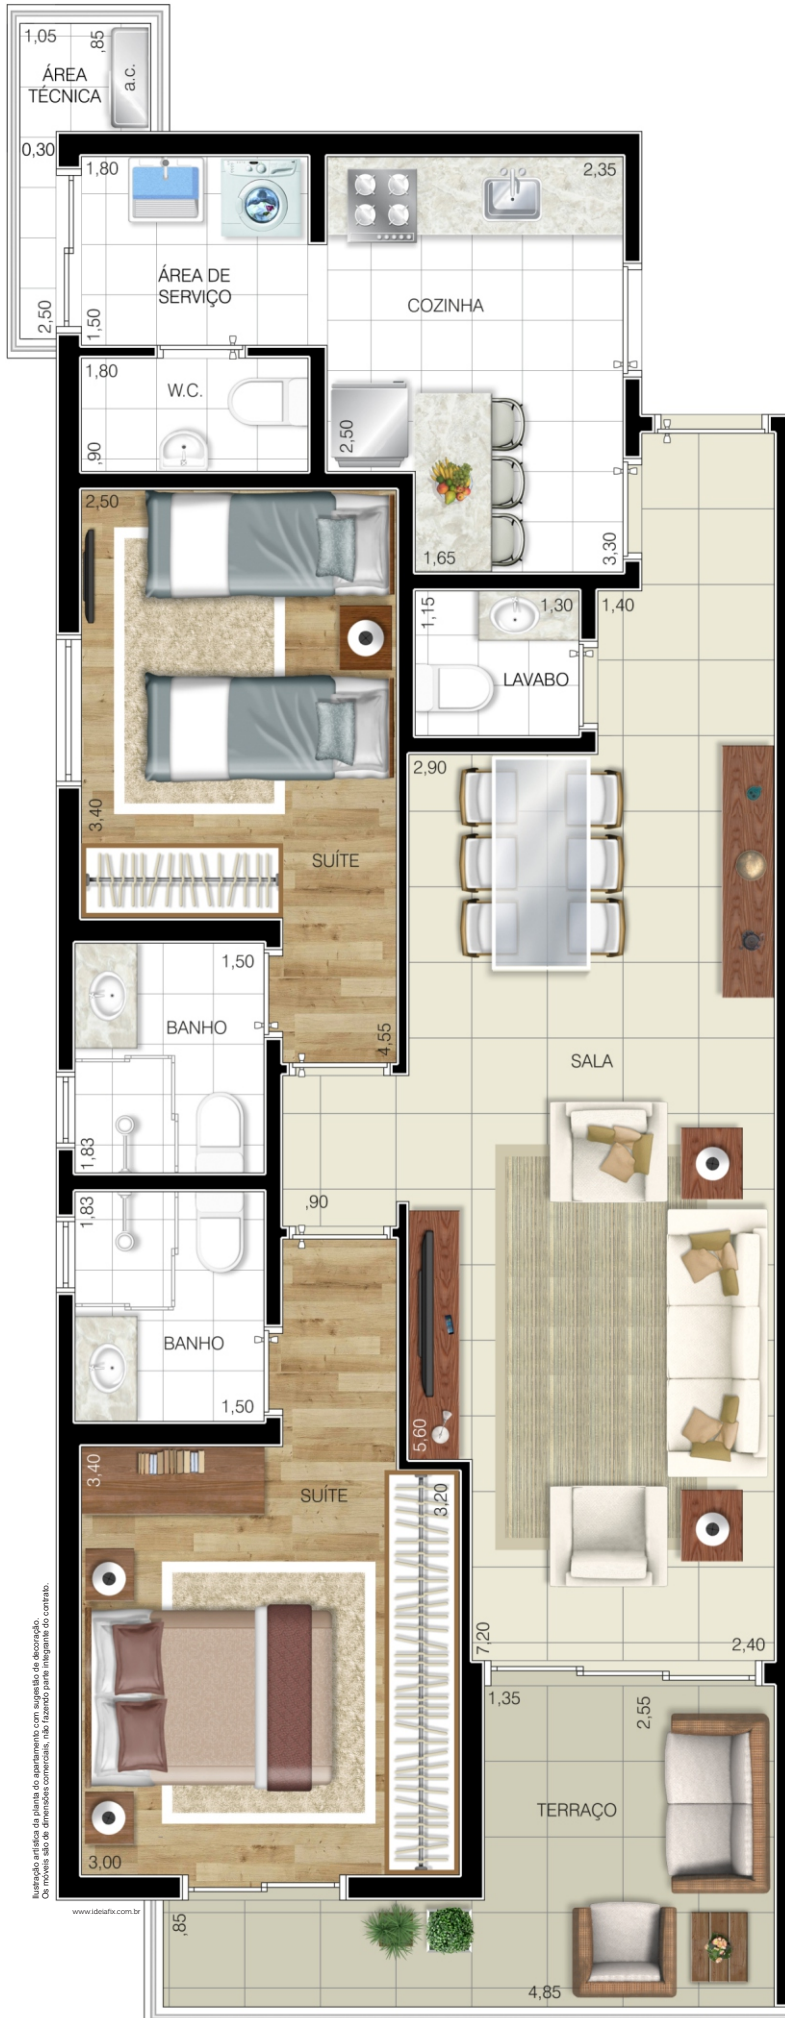 1,05
,85
a.c.
ÁREA
TÉCNICA
0,30
2,50
1,80
ÁREA DE
SERVIÇO
1,50
2,35
COZINHA
1,80
W.C.
,90
2,50
1,65
3,30
2,50
3,40
SUÍTE
4,55
1,15
1,30
LAVABO
1,40
2,90
SALA
1,50
BANHO
1,83
,90
1,83
BANHO
1,50
5,60
3,40
SUÍTE
3,20
3,00
7,20
2,40
1,35
2,55
TERRAÇO
,85
4,85
Ilustração artística da planta do apartamento com sugestão de decoração.
Os móveis são de dimensões comerciais, não fazendo parte integrante do contrato.
www.ideiafix.com.br